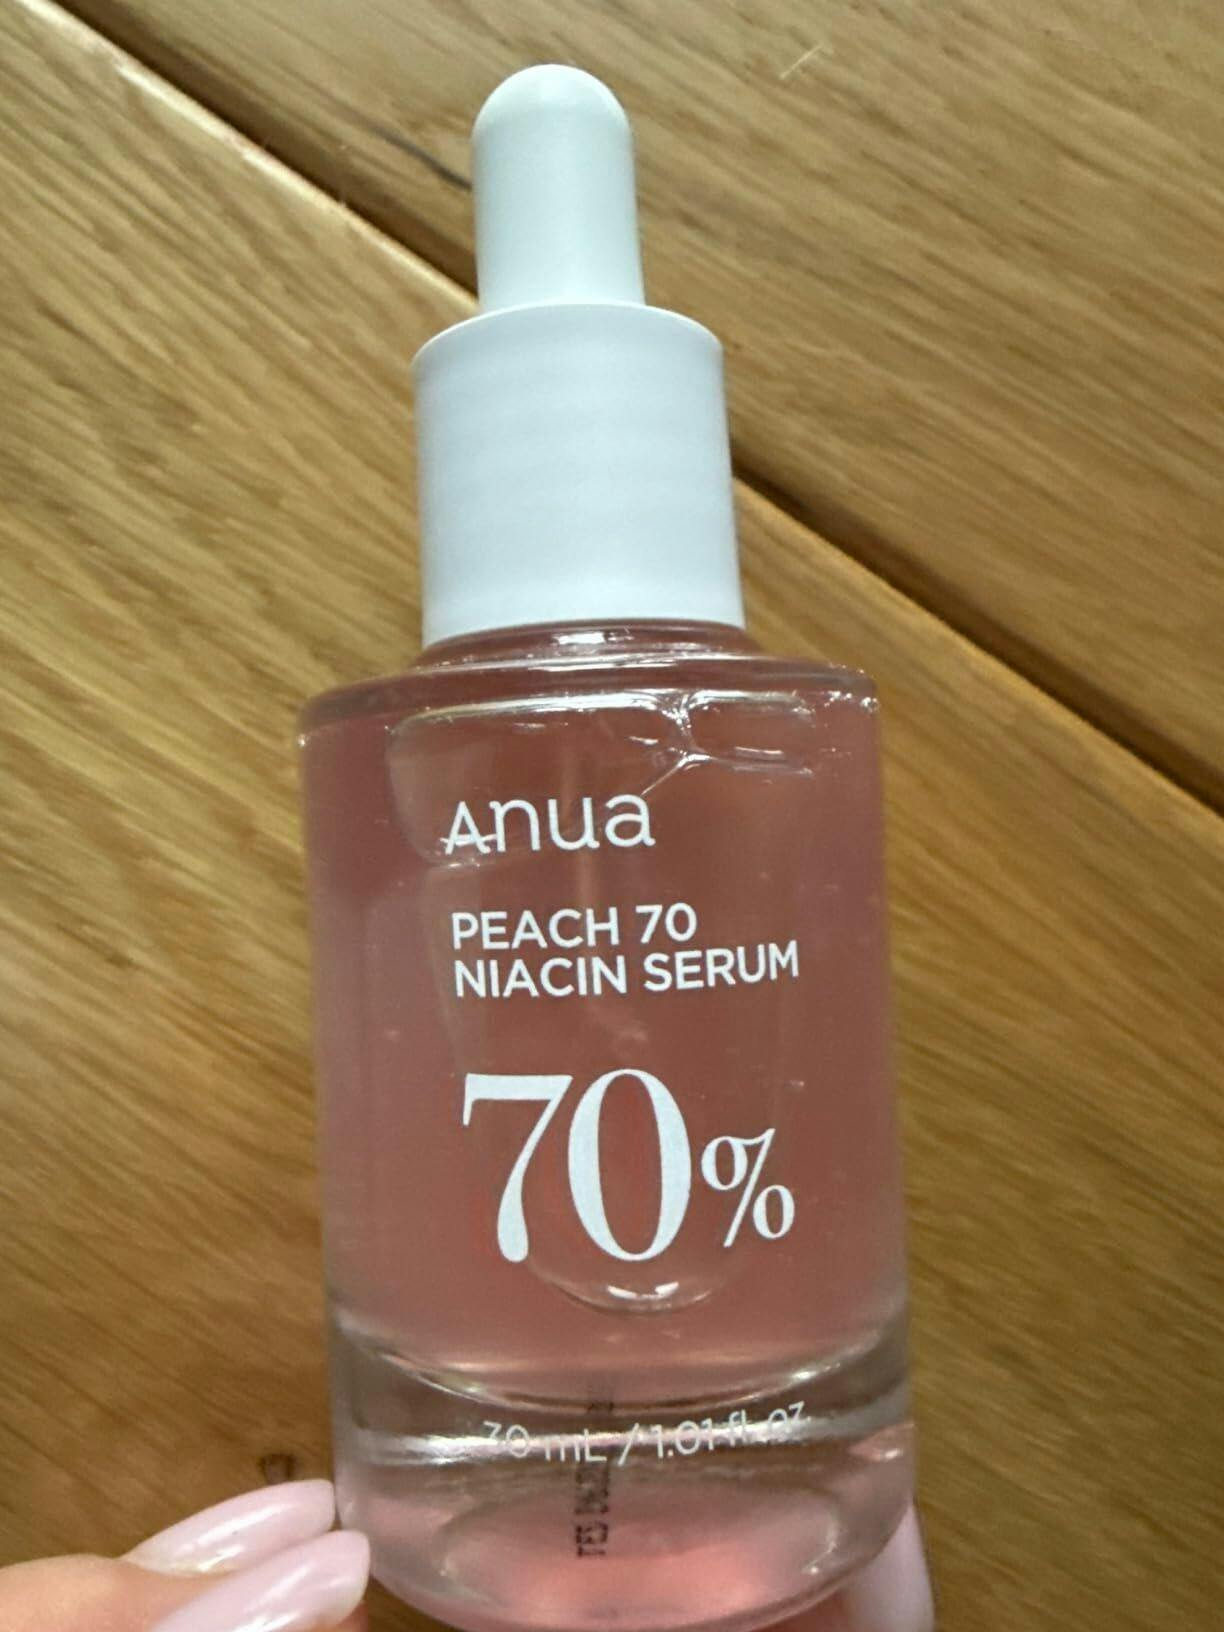 Anua
PEACH 70
NIACIN SERUM
70%
30 mL / 1.01 fl.oz